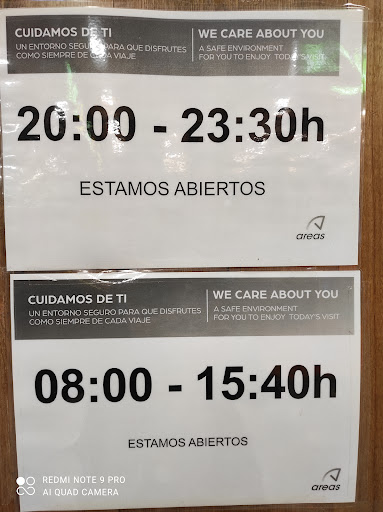 CUIDAMOS DE TI
UN ENTORNO SEGURO PARA QUE DISFRUTES
COMO SIEMPRE DE CADA VIAJE
WE CARE ABOUT YOU
A SAFE ENVIRONMENT
FOR YOU TO ENJOY TODAY'S VISIT
20:00 - 23:30h
ESTAMOS ABIERTOS
areas
CUIDAMOS DE TI
UN ENTORNO SEGURO PARA QUE DISFRUTES
COMO SIEMPRE DE CADA VIAJE
WE CARE ABOUT YOU
A SAFE ENVIRONMENT
FOR YOU TO ENJOY TODAY'S VISIT
08:00 - 15:40h
ESTAMOS ABIERTOS
areas
REDMI NOTE 9 PRO
AI QUAD CAMERA